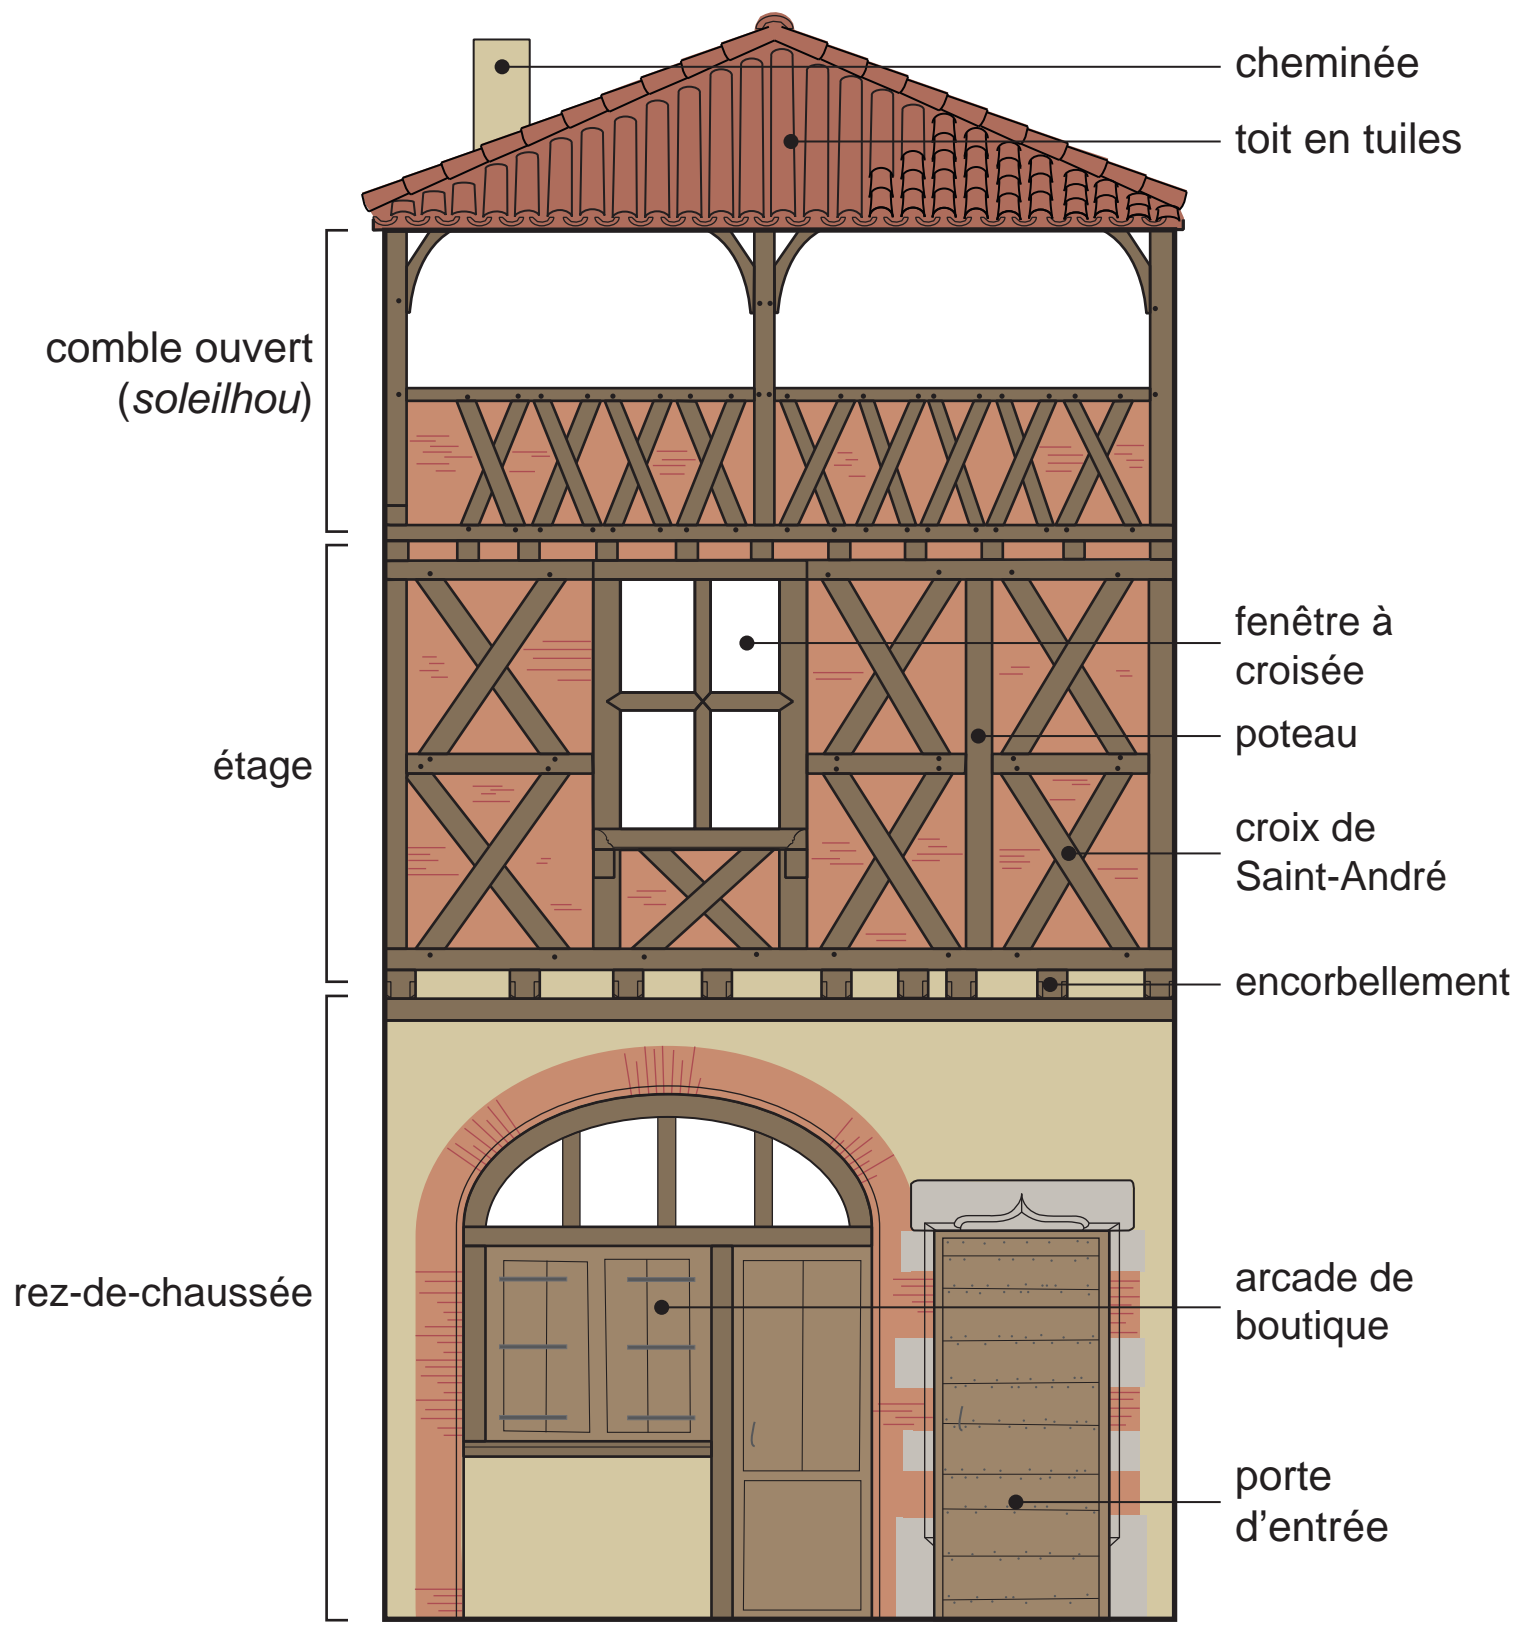 cheminée
toit en tuiles
comble ouvert
(soleilhou)
fenêtre à
croisée
poteau
étage
croix de
Saint-André
encorbellement
rez-de-chaussée
arcade de
boutique
porte
d’entrée